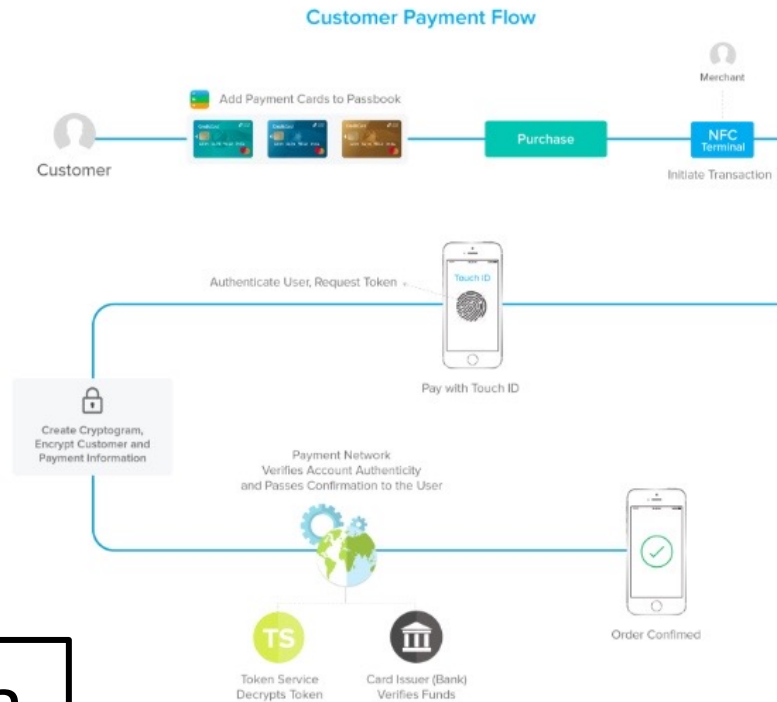 Customer Payment Flow
Merchant
Add Payment Cards to Passbook
Customer
Purchase
NFC
Terminal
Initiate Transaction
Authenticate User, Request Token
Touch ID
Pay with Touch ID
Create Cryptogram,
Encrypt Customer and
Payment Information
Payment Network
Verifies Account Authenticity
and Passes Confirmation to the User
Order Confimed
TS
Token Service
Decrypts Token
Card Issuer (Bank)
Verifies Funds